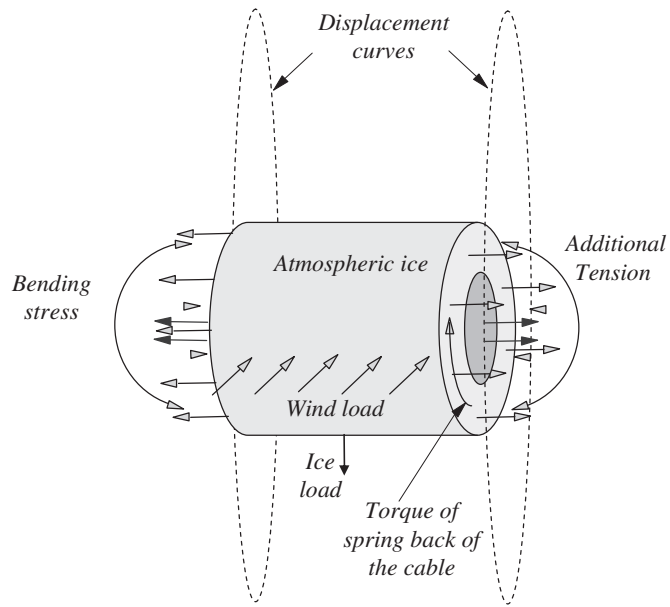 Displacement
curves
Atmospheric ice
Additional
Tension
Bending
stress
Wind load
Ice
load
Torque of
spring back of
the cable